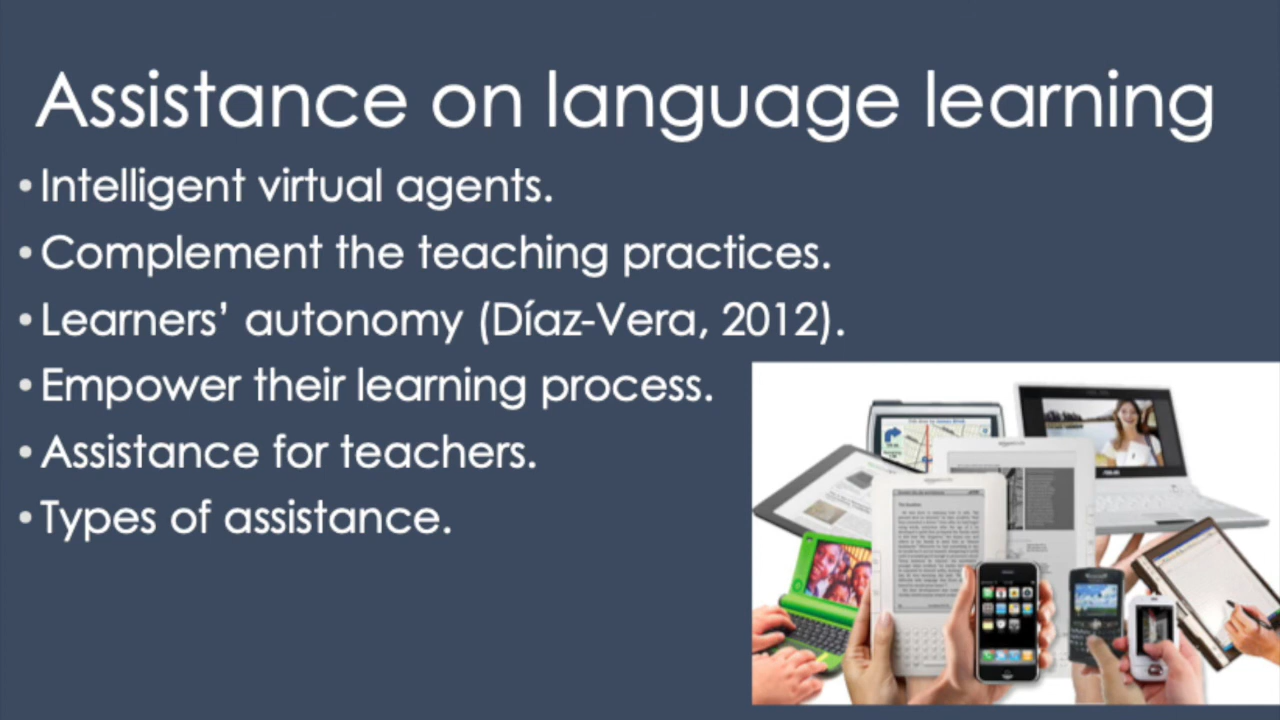 Assistance on language learning
• Intelligent virtual agents.
• Complement the teaching practices.
• Learners’ autonomy (Díaz-Vera, 2012).
• Empower their learning process.
• Assistance for teachers.
• Types of assistance.